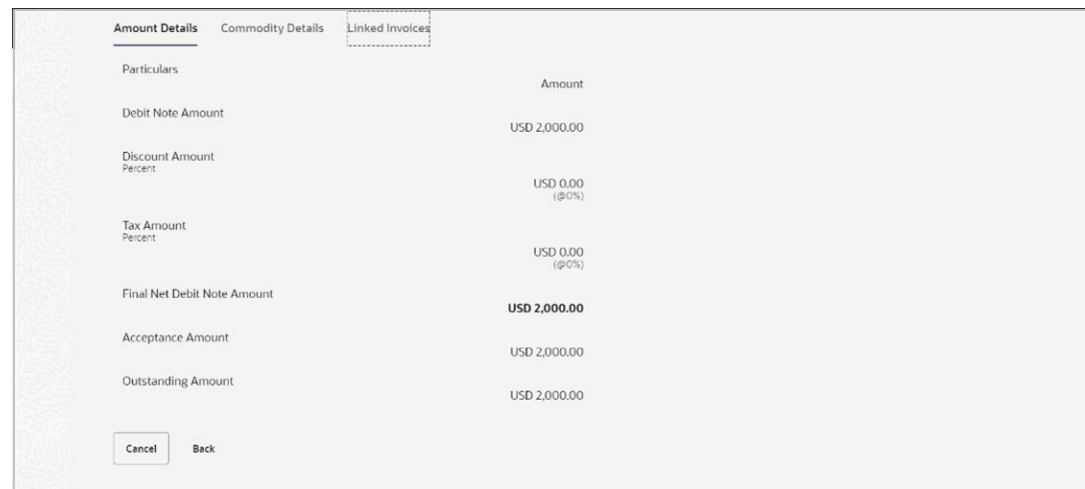 Amount Details Commodity Details Linked Invoices
Particulars
Amount
Debit Note Amount
USD 2,000.00
Discount Amount
Percent
USD 0.00
(@0%)
Tax Amount
Percent
USD 0.00
(@0%)
Final Net Debit Note Amount
USD 2,000.00
Acceptance Amount
USD 2,000.00
Outstanding Amount
USD 2,000.00
Cancel Back